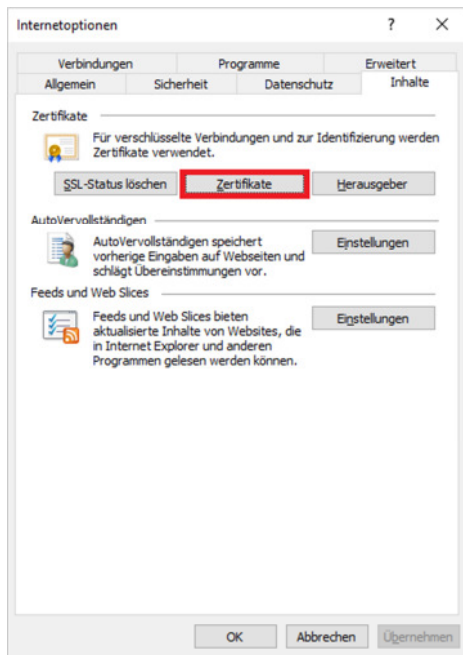 Internetoptionen ? ×
Verbindungen Programme Erweitert
Allgemein Sicherheit Datenschutz Inhalte
Zertifikate
Für verschlüsselte Verbindungen und zur Identifizierung werden
Zertifikate verwendet.
SSL-Status löschen Zertifikate Herausgeber
AutoVervollständigen
AutoVervollständigen speichert
vorherige Eingaben auf Webseiten und
schlägt Übereinstimmungen vor.
Einstellungen
Feeds und Web Slices
Feeds und Web Slices bieten
aktualisierte Inhalte von Websites, die
in Internet Explorer und anderen
Programmen gelesen werden können.
Einstellungen
OK Abbrechen Übernehmen